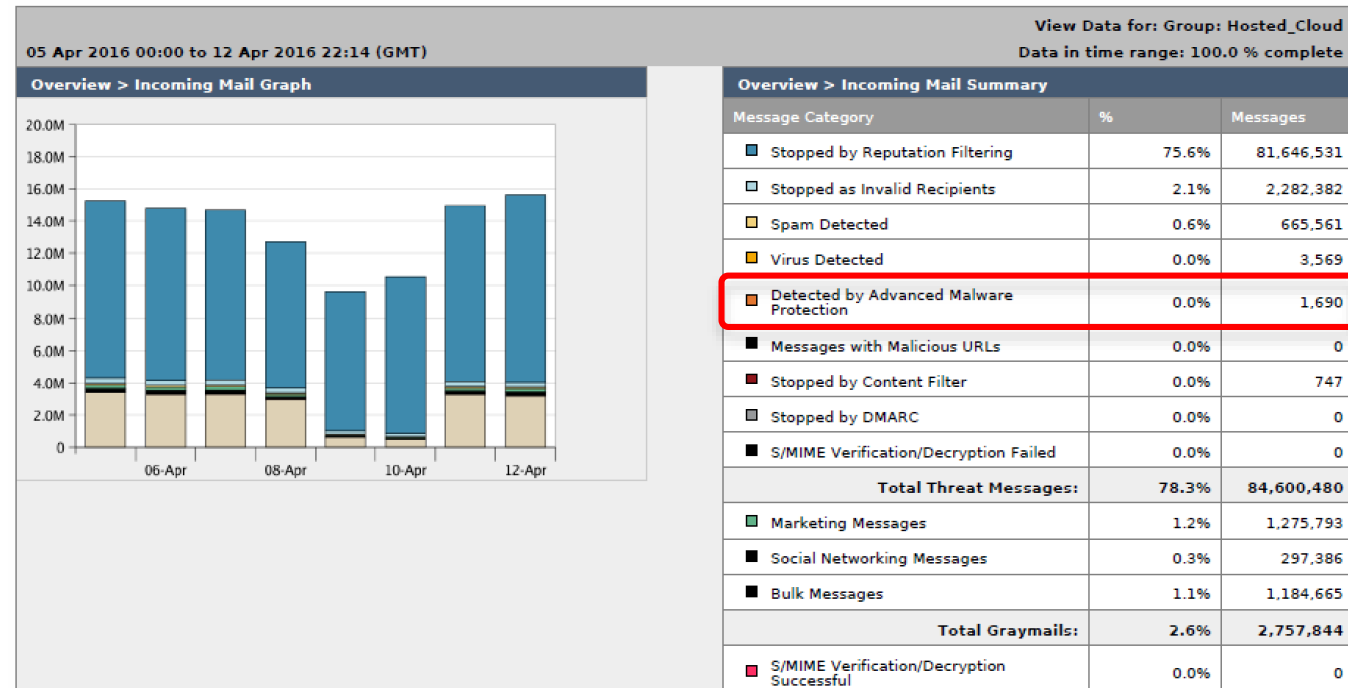 View Data for: Group: Hosted_Cloud
05 Apr 2016 00:00 to 12 Apr 2016 22:14 (GMT)
Data in time range: 100.0 % complete
Overview > Incoming Mail Graph
20.0M
18.0M
16.0M
14.0M
12.0M
10.0M
8.0M
6.0M
4.0M
2.0M
0
06-Apr 08-Apr 10-Apr 12-Apr
Overview > Incoming Mail Summary
Message Category % Messages
Stopped by Reputation Filtering 75.6% 81,646,531
Stopped as Invalid Recipients 2.1% 2,282,382
Spam Detected 0.6% 665,561
Virus Detected 0.0% 3,569
Detected by Advanced Malware
Protection 0.0% 1,690
Messages with Malicious URLs 0.0% 0
Stopped by Content Filter 0.0% 747
Stopped by DMARC 0.0% 0
S/MIME Verification/Decryption Failed 0.0% 0
Total Threat Messages: 78.3% 84,600,480
Marketing Messages 1.2% 1,275,793
Social Networking Messages 0.3% 297,386
Bulk Messages 1.1% 1,184,665
Total Graymails: 2.6% 2,757,844
S/MIME Verification/Decryption
Successful 0.0% 0